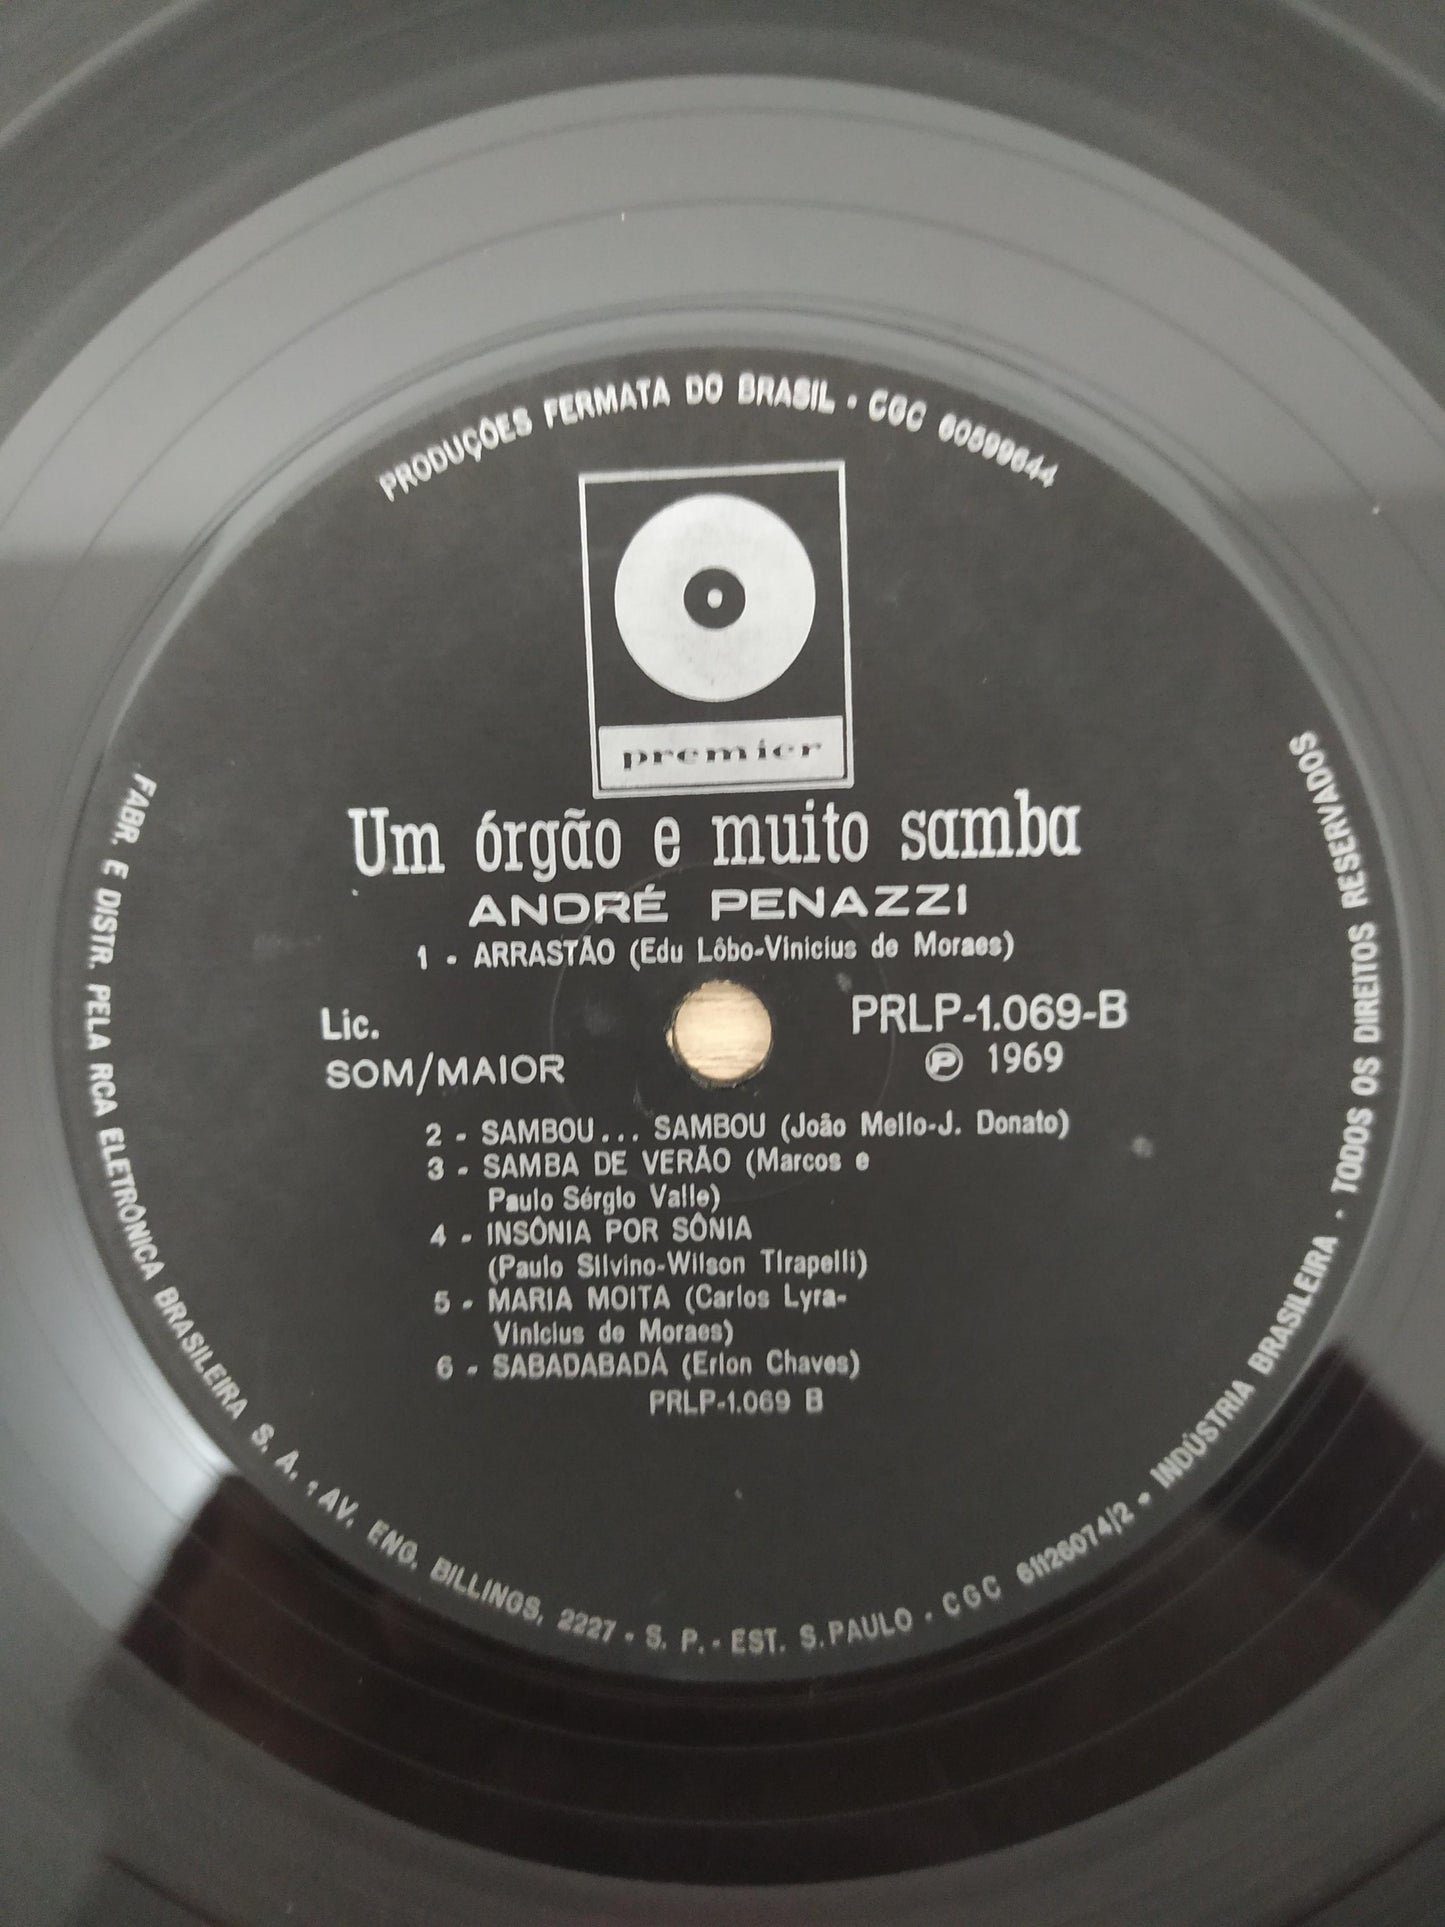 PRODUÇÕES FERMATA DO BRASIL • CGC 60599644
premier
Um órgão e muito samba
ANDRÉ PENAZZI
1 - ARRASTÃO (Edu Lôbo-Vinicius de Moraes)
Lic.
SOM/MAIOR
PRLP-1.069-B
Ⓟ 1969
2 - SAMBOU... SAMBOU (João Mello-J. Donato)
3 - SAMBA DE VERÃO (Marcos e
Paulo Sérgio Valle)
4 - INSÔNIA POR SÔNIA
(Paulo Silvino-Wilson Tirapelli)
5 - MARIA MOITA (Carlos Lyra-
Vinicius de Moraes)
6 - SABADABADÁ (Erlon Chaves)
PRLP-1.069 B
FABR. E DISTR. PELA RCA ELETRÔNICA BRASILEIRA S. A. • AV. ENG. BILLINGS, 2227 - S. P. - EST. S. PAULO • CGC 61126074/2 • INDÚSTRIA BRASILEIRA • TODOS OS DIREITOS RESERVADOS